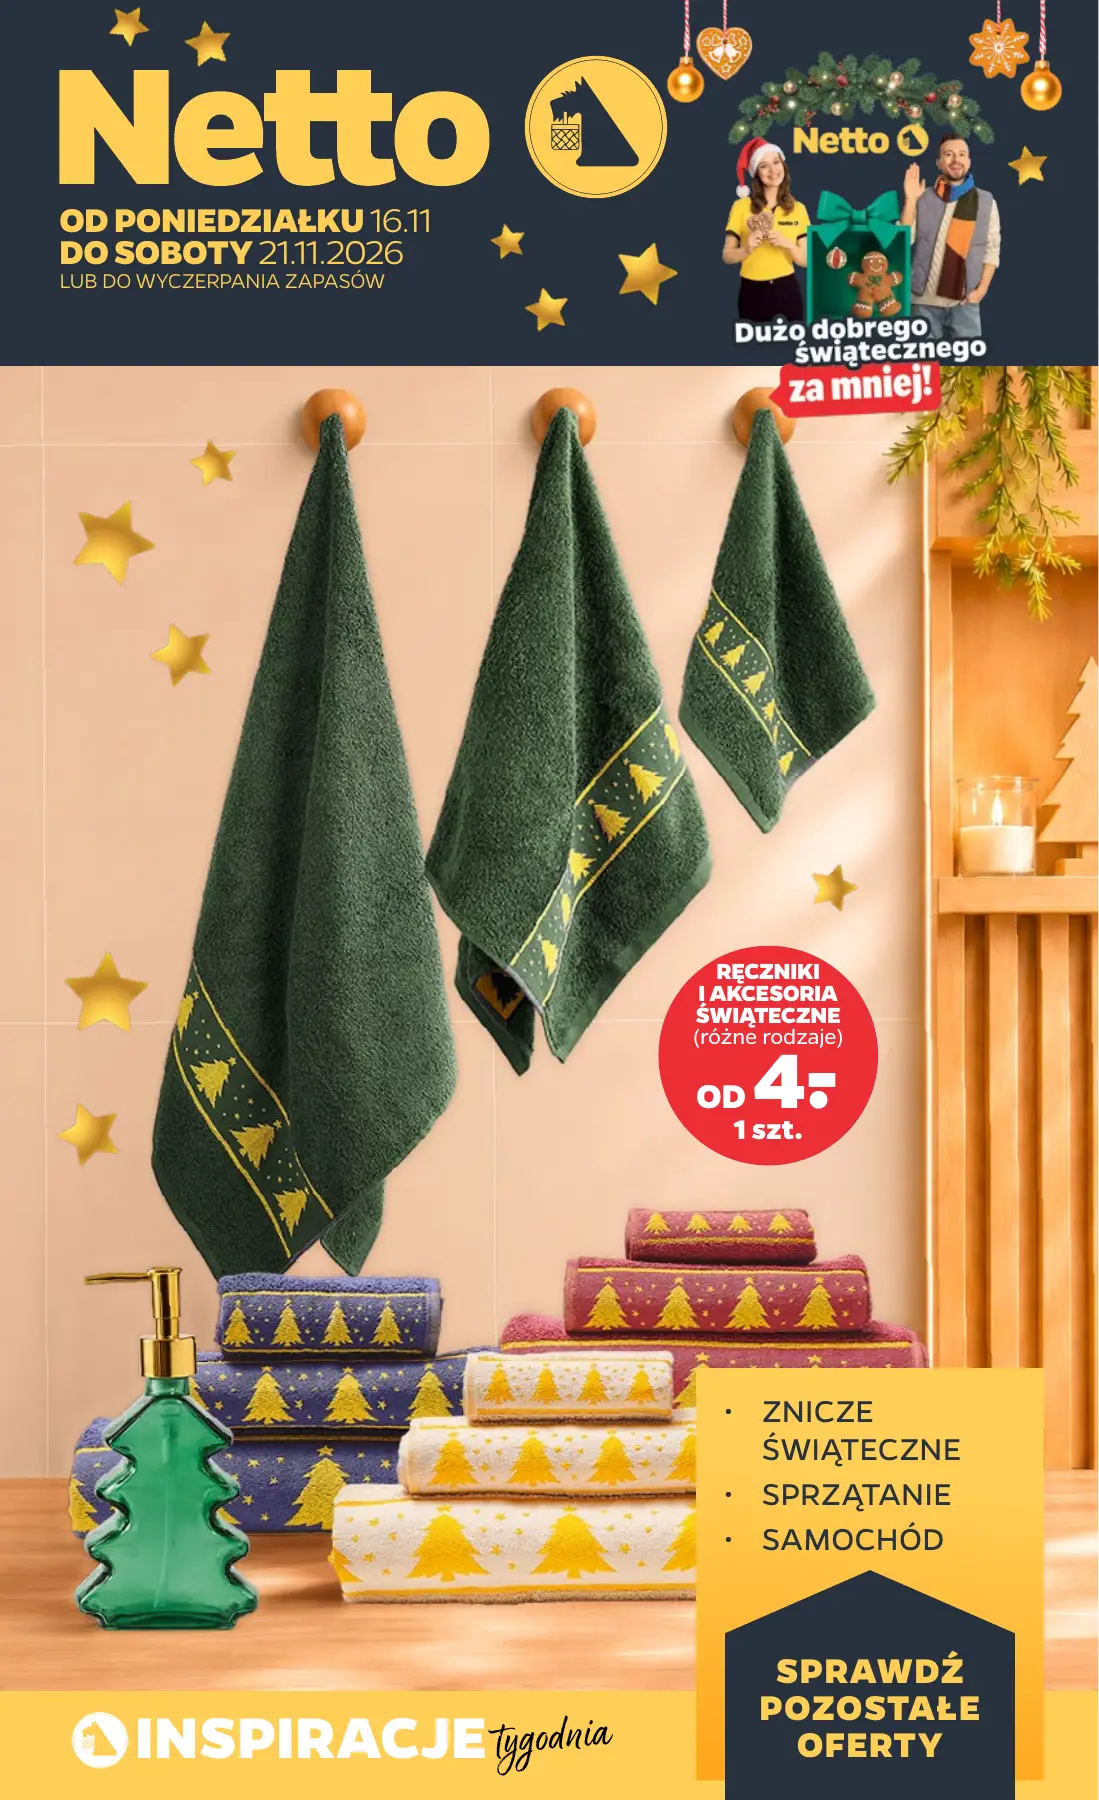 Netto
OD PONIEDZIAŁKU 16.11
DO SOBOTY 21.11.2026
LUB DO WYCZERPANIA ZAPASÓW
Netto
Dużo dobrego
świątecznego
za mniej!
RĘCZNIKI
I AKCESORIA
ŚWIĄTECZNE
(różne rodzaje)
OD 4.-
1 szt.
• ZNICZE
ŚWIĄTECZNE
• SPRZĄTANIE
• SAMOCHÓD
SPRAWDŹ
POZOSTAŁE
OFERTY
INSPIRACJE tygodnia